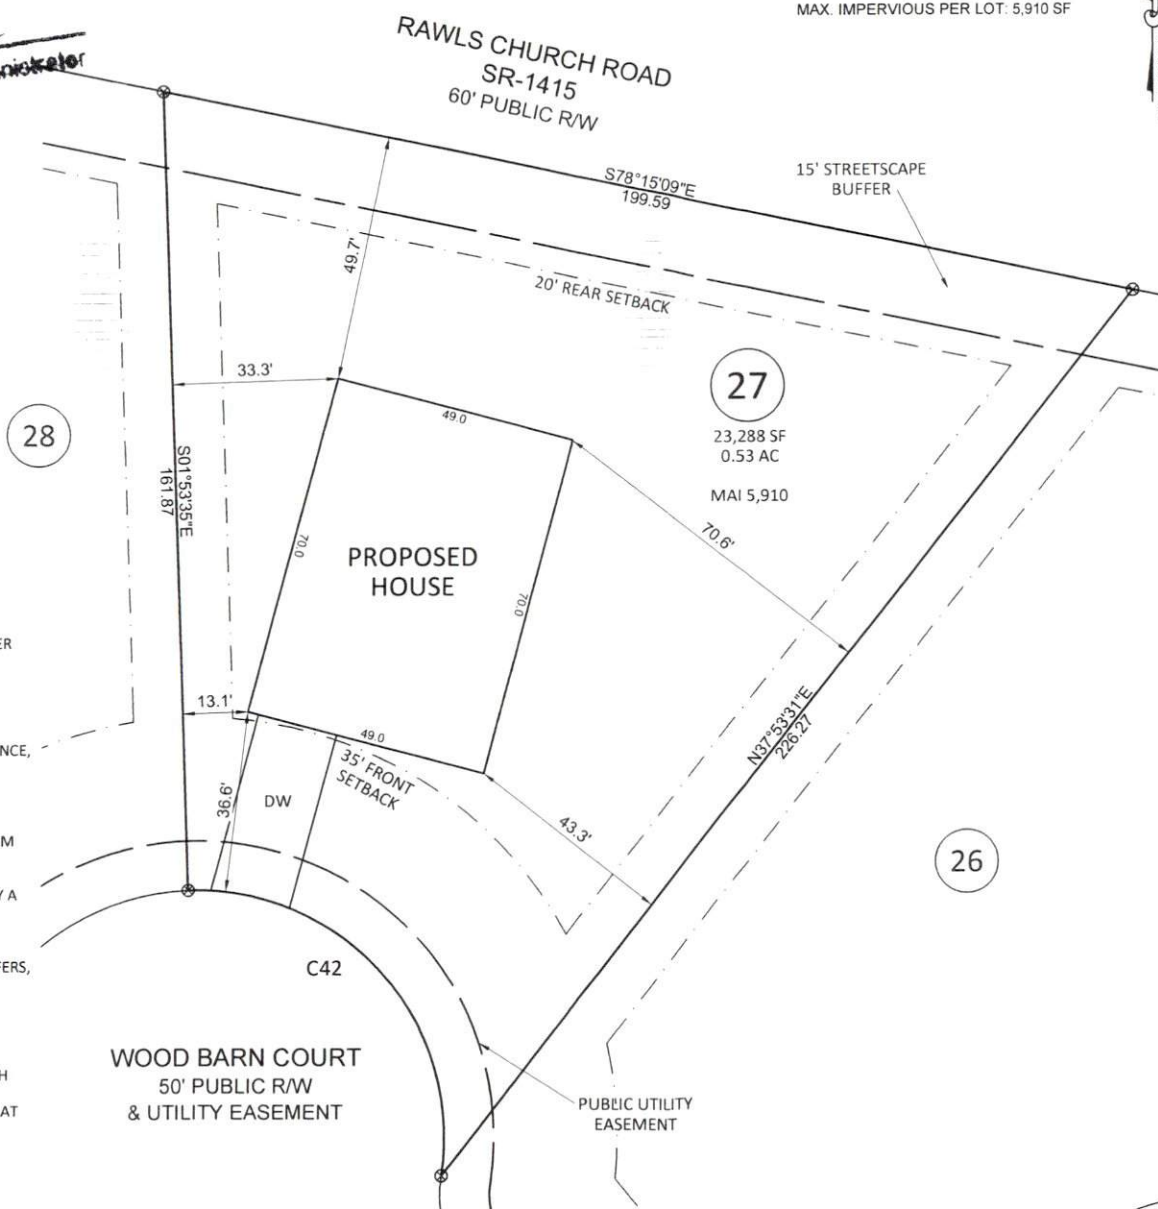 MAX. IMPERVIOUS PER LOT: 5,910 SF
RAWLS CHURCH ROAD
SR-1415
60' PUBLIC R/W
S78°15'09"E
199.59
15' STREETSCAPE
BUFFER
49.7'
20' REAR SETBACK
33.3'
49.0
27
23,288 SF
0.53 AC
MAI 5,910
28
S01°53'35"E
161.87
70.0
PROPOSED
HOUSE
70.0
70.6'
13.1'
49.0
35' FRONT
SETBACK
36.6'
DW
43.3'
N37°53'31"E
226.27
26
ER
NCE,
M
Y A
FERS,
H
AT
C42
WOOD BARN COURT
50' PUBLIC R/W
& UTILITY EASEMENT
PUBLIC UTILITY
EASEMENT